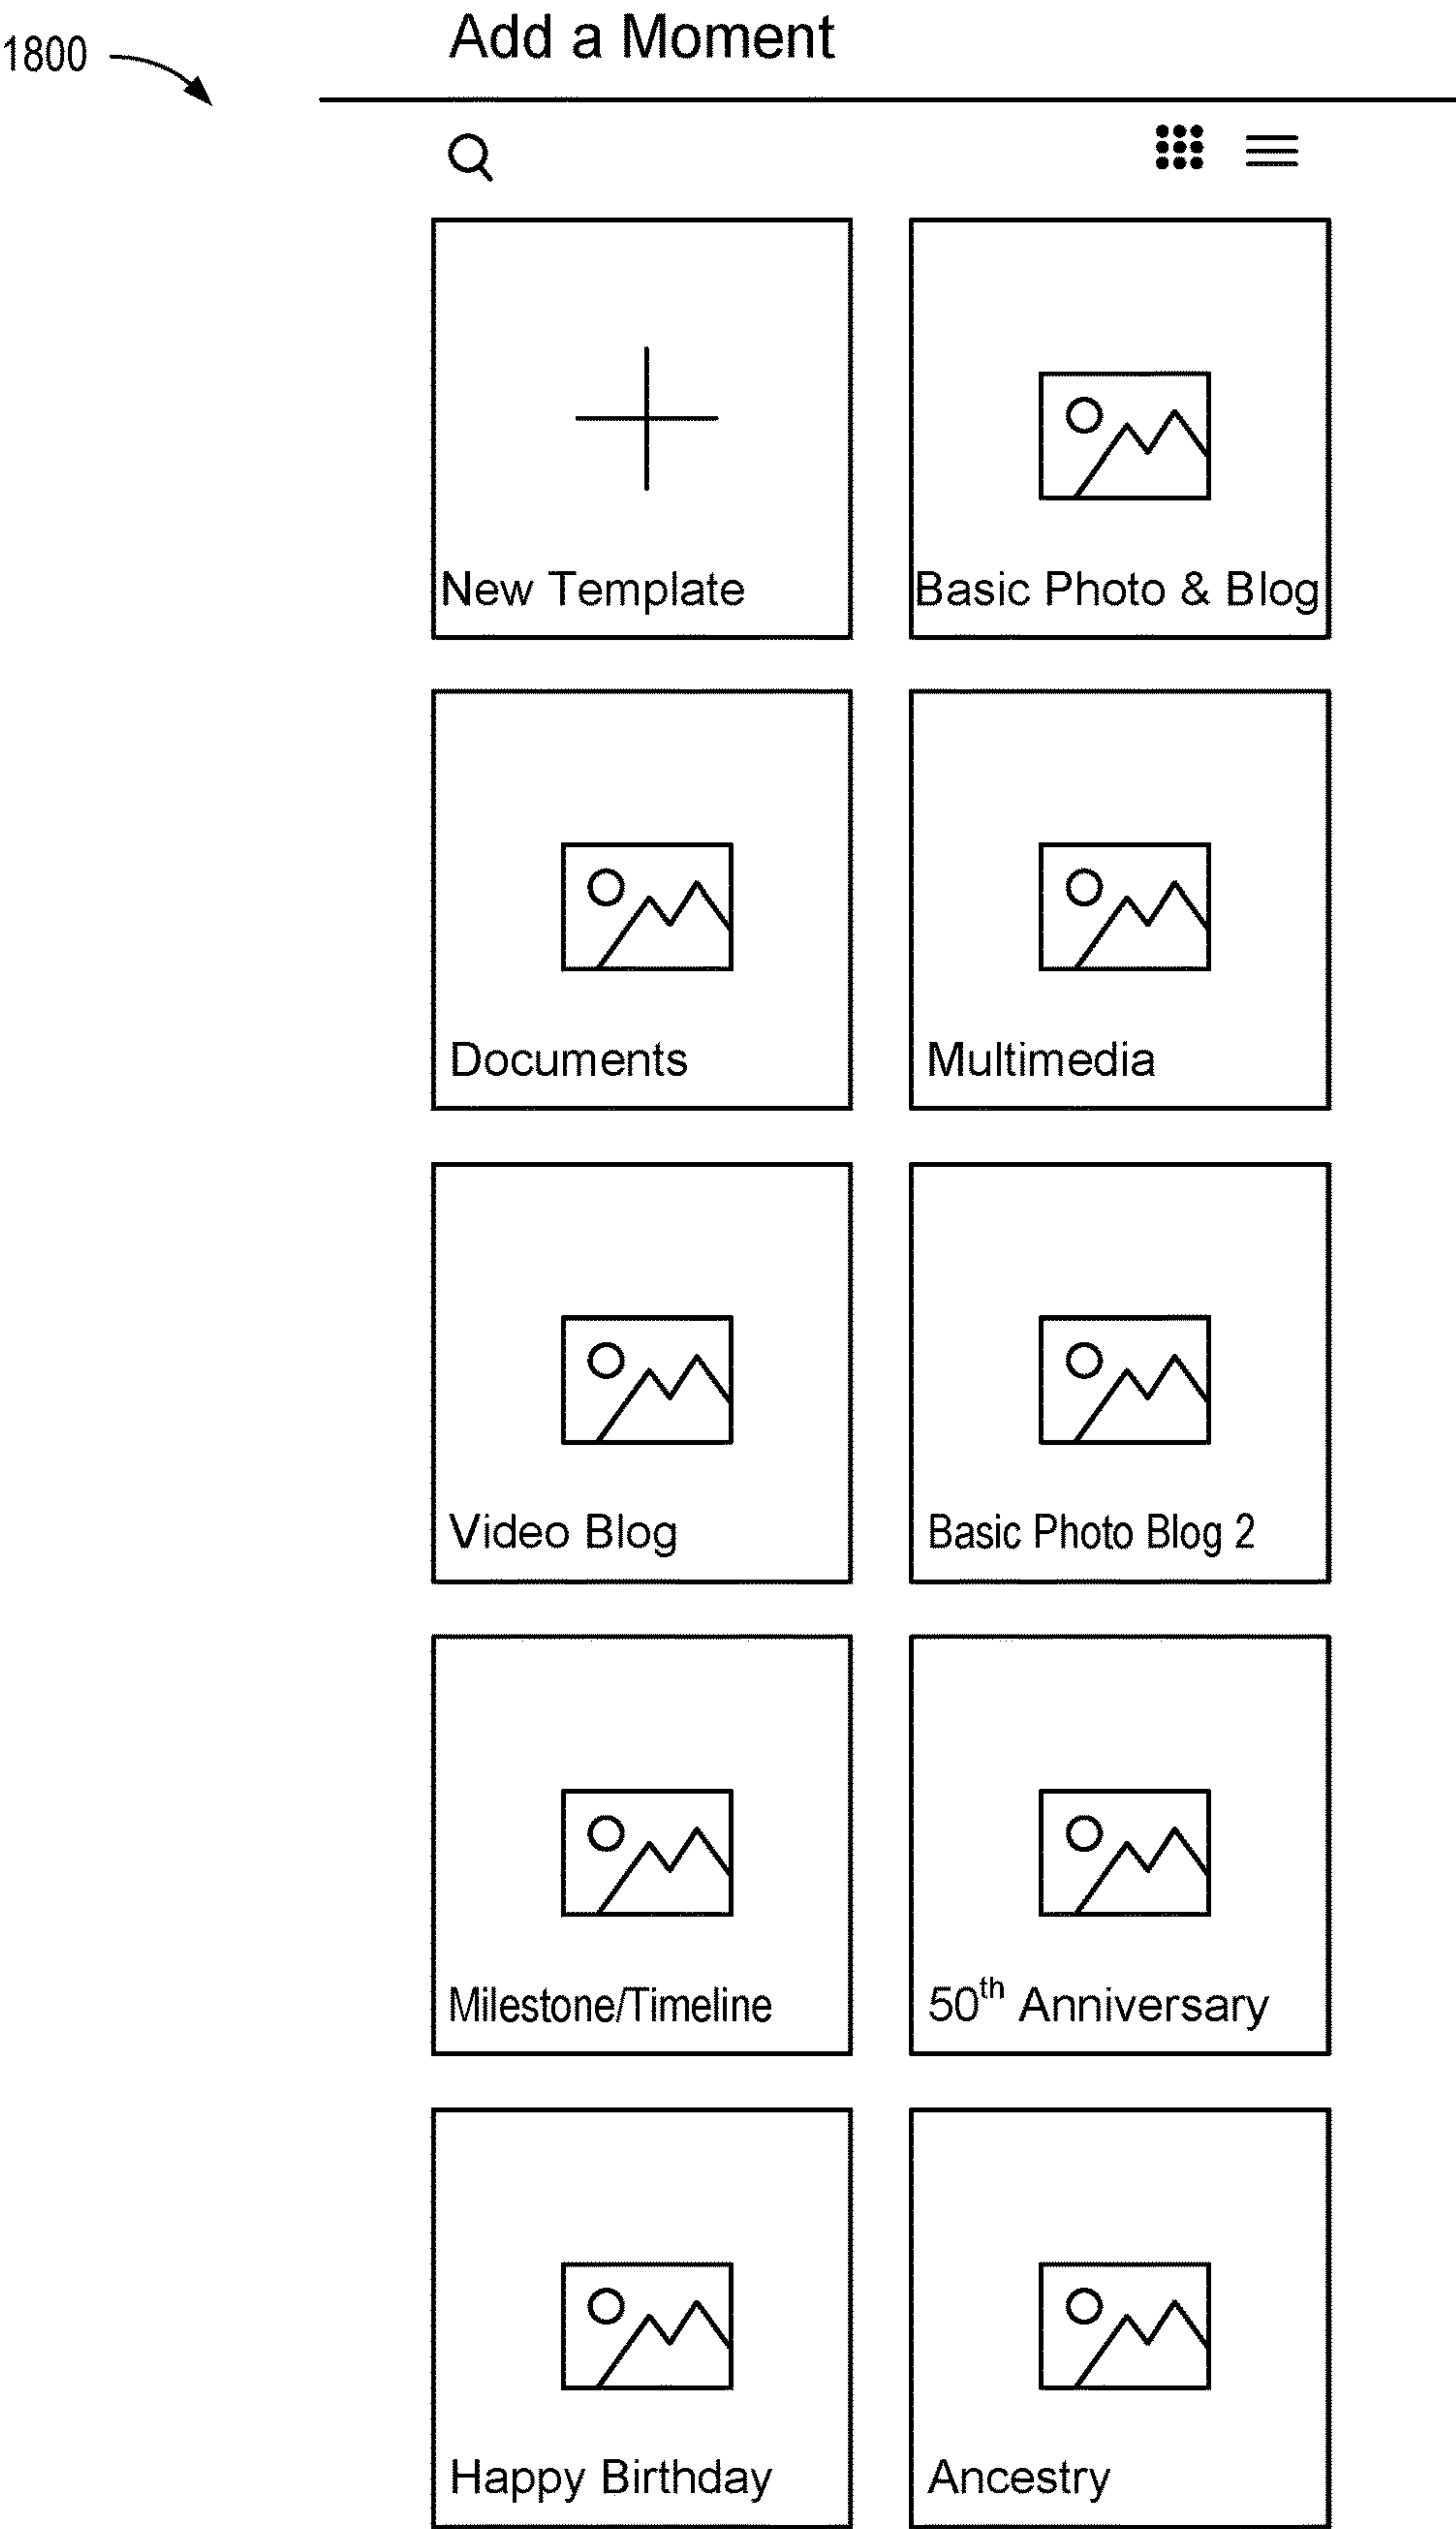 Add a Moment
1800
New Template
Basic Photo & Blog
Documents
Multimedia
Video Blog
Basic Photo Blog 2
Milestone/Timeline
50th Anniversary
Happy Birthday
Ancestry